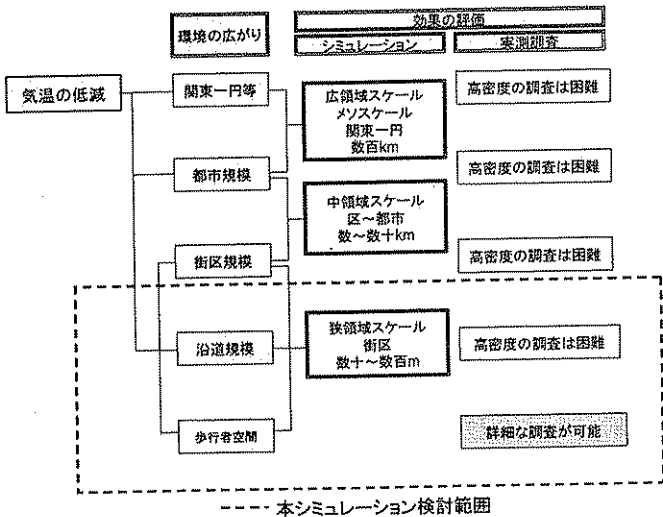 効果の評価
環境の広がり
シミュレーション
実測調査
気温の低減
関東一円等
広領域スケール
メソスケール
関東一円
数百km
高密度の調査は困難
都市規模
高密度の調査は困難
中領域スケール
区～都市
数～数十km
街区規模
高密度の調査は困難
沿道規模
狭領域スケール
街区
数十～数百m
高密度の調査は困難
歩行者空間
詳細な調査が可能
本シミュレーション検討範囲